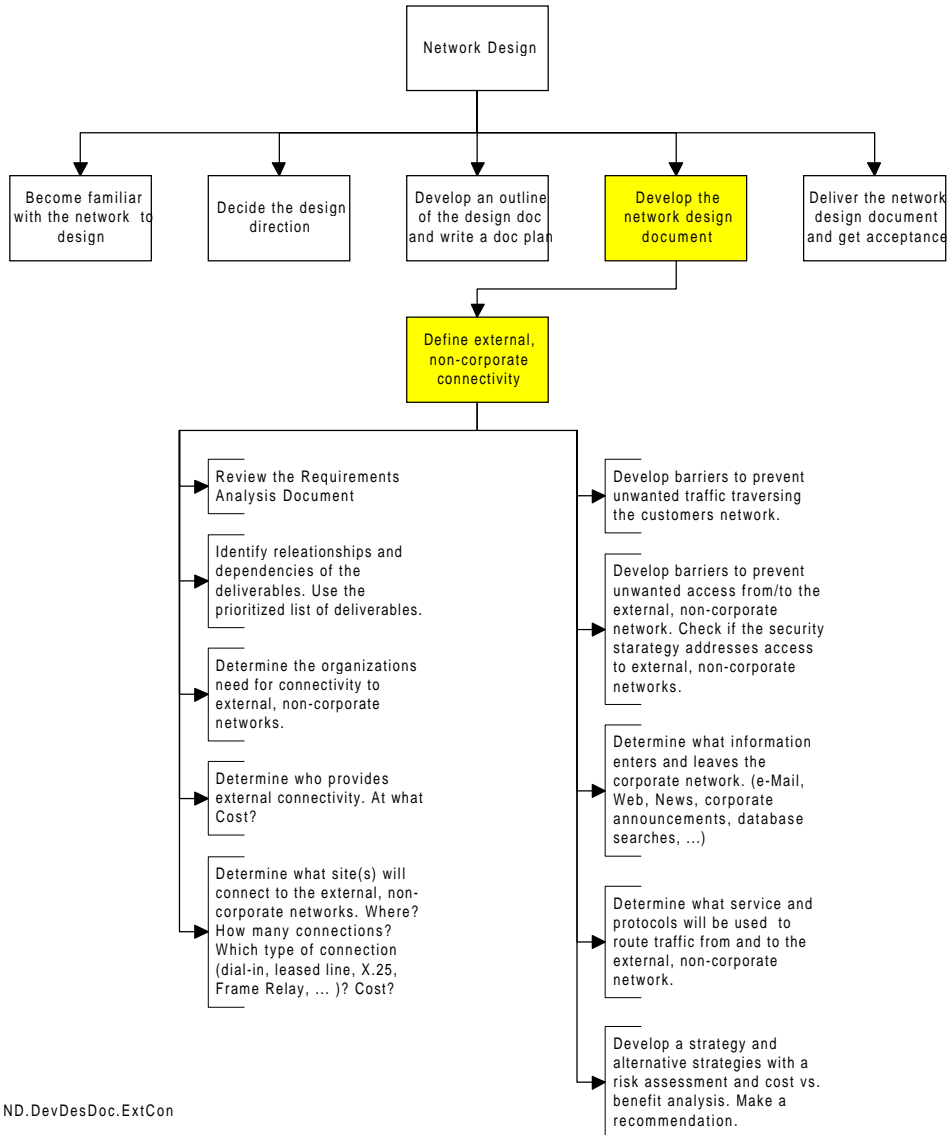 Network Design
Become familiar
with the network to
design
Decide the design
direction
Develop an outline
of the design doc
and write a doc plan
Develop the
network design
document
Deliver the network
design document
and get acceptance
Define external,
non-corporate
connectivity
Review the Requirements
Analysis Document
Identify releationships and
dependencies of the
deliverables. Use the
prioritized list of deliverables.
Determine the organizations
need for connectivity to
external, non-corporate
networks.
Determine who provides
external connectivity. At what
Cost?
Determine what site(s) will
connect to the external, non-
corporate networks. Where?
How many connections?
Which type of connection
(dial-in, leased line, X.25,
Frame Relay, ... )? Cost?
Develop barriers to prevent
unwanted traffic traversing
the customers network.
Develop barriers to prevent
unwanted access from/to the
external, non-corporate
network. Check if the security
starategy addresses access
to external, non-corporate
networks.
Determine what information
enters and leaves the
corporate network. (e-Mail,
Web, News, corporate
announcements, database
searches, ...)
Determine what service and
protocols will be used to
route traffic from and to the
external, non-corporate
network.
Develop a strategy and
alternative strategies with a
risk assessment and cost vs.
benefit analysis. Make a
recommendation.
ND.DevDesDoc.ExtCon